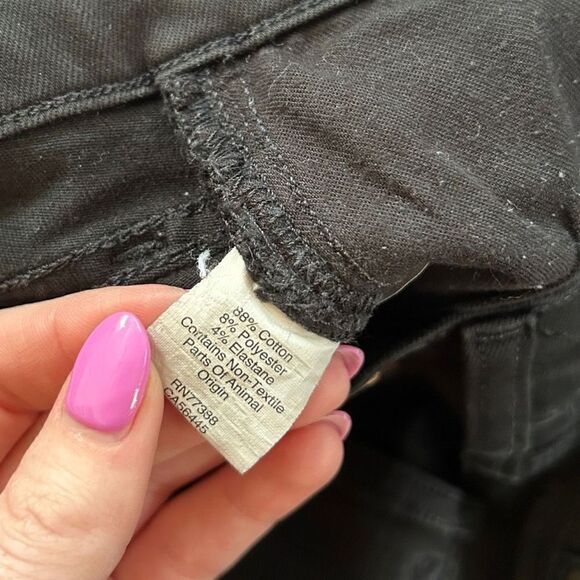 88% Cotton
8% Polyester
4% Elastane
Contains Non-Textile
Parts Of Animal
Origin
RN77388
CA56445